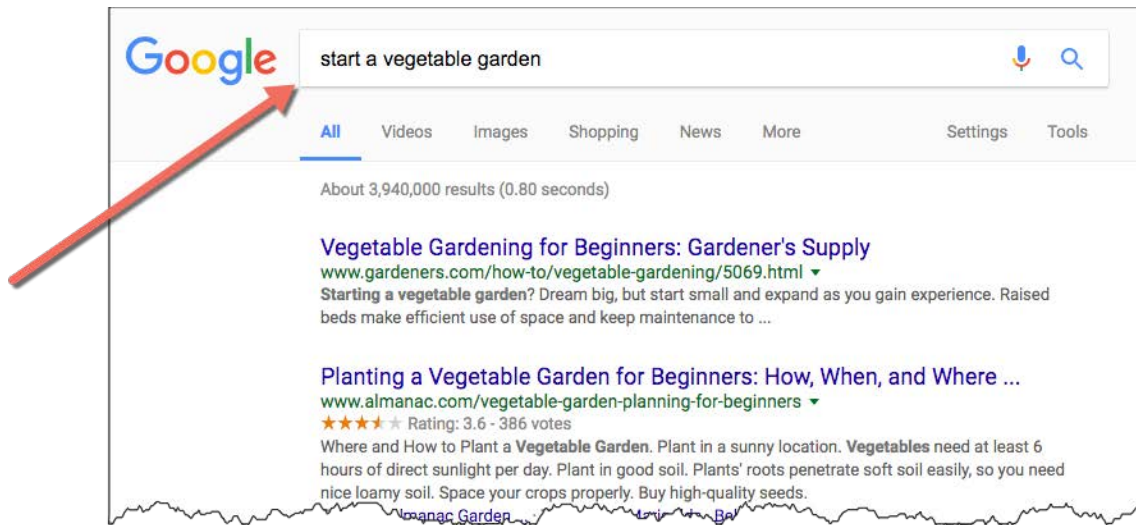 Google
start a vegetable garden
All Videos Images Shopping News More Settings Tools
About 3,940,000 results (0.80 seconds)
Vegetable Gardening for Beginners: Gardener's Supply
www.gardeners.com/how-to/vegetable-gardening/5069.html
Starting a vegetable garden? Dream big, but start small and expand as you gain experience. Raised
beds make efficient use of space and keep maintenance to ...
Planting a Vegetable Garden for Beginners: How, When, and Where ...
www.almanac.com/vegetable-garden-planning-for-beginners
Rating: 3.6 - 386 votes
Where and How to Plant a Vegetable Garden. Plant in a sunny location. Vegetables need at least 6
hours of direct sunlight per day. Plant in good soil. Plants' roots penetrate soft soil easily, so you need
nice loamy soil. Space your crops properly. Buy high-quality seeds.
Garden